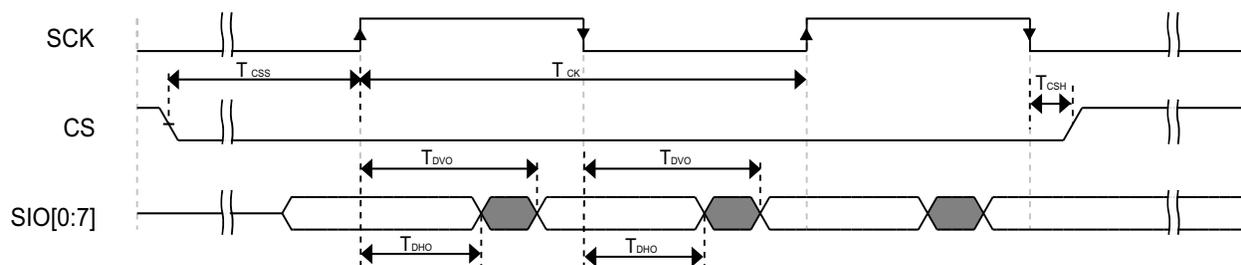 SCK
T CSS
T CK
T CSH
CS
T DVO
T DVO
SIO[0:7]
T DHO
T DHO